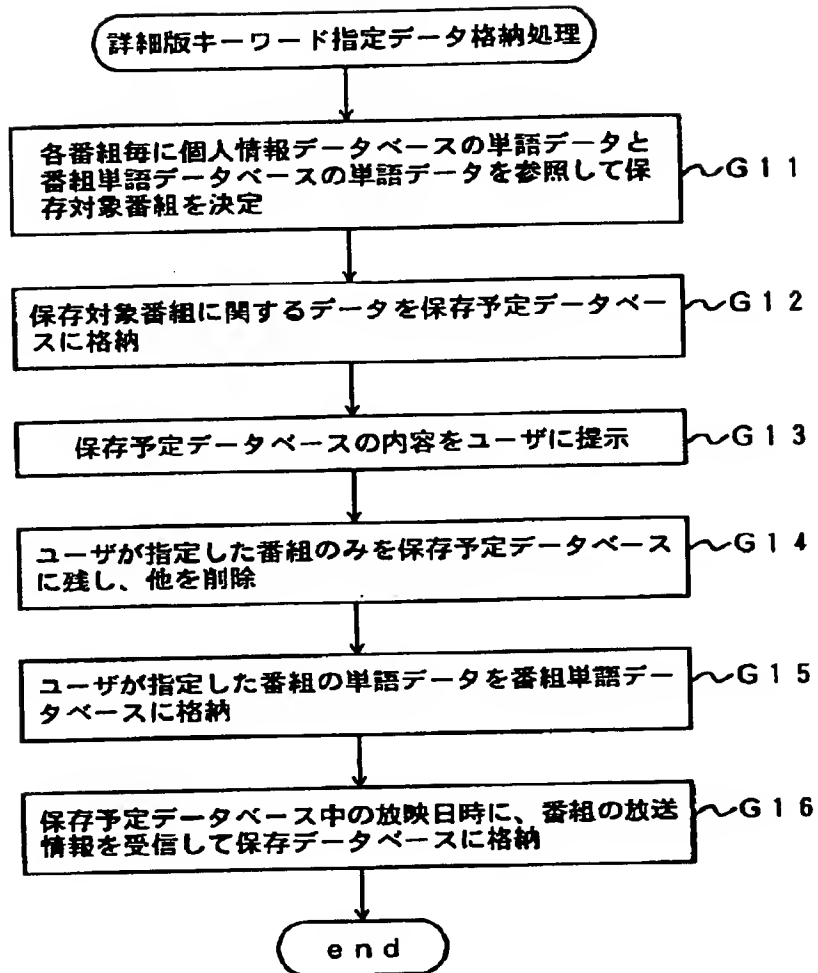 詳細版キーワード指定データ格納処理
各番組毎に個人情報データベースの単語データと
番組単語データベースの単語データを参照して保
存対象番組を決定
G11
保存対象番組に関するデータを保存予定データベー
スに格納
G12
保存予定データベースの内容をユーザに提示
G13
ユーザが指定した番組のみを保存予定データベース
に残し、他を削除
G14
ユーザが指定した番組の単語データを番組単語デー
タベースに格納
G15
保存予定データベース中の放映日時に、番組の放送
情報を受信して保存データベースに格納
G16
end